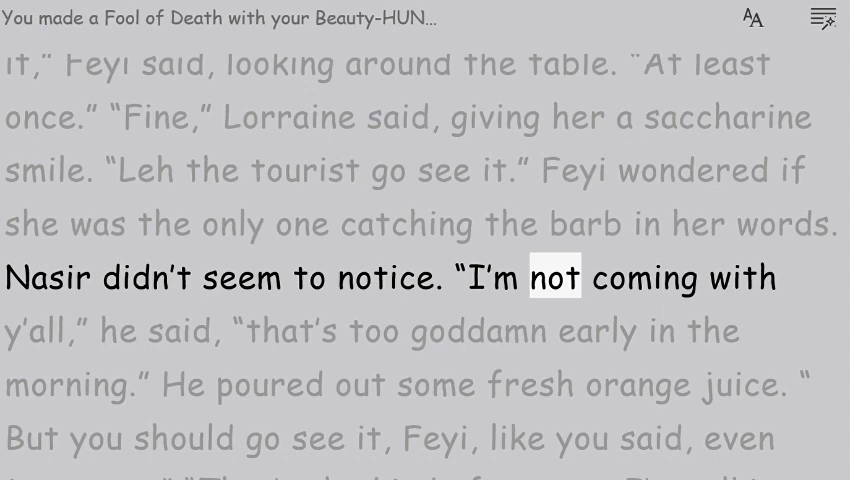 You made a Fool of Death with your Beauty-HUN...
it,” Feyi said, looking around the table. “At least
once.” “Fine,” Lorraine said, giving her a saccharine
smile. “Leh the tourist go see it.” Feyi wondered if
she was the only one catching the barb in her words.
Nasir didn’t seem to notice. “I’m not coming with
y’all,” he said, “that’s too goddamn early in the
morning.” He poured out some fresh orange juice. “
But you should go see it, Feyi, like you said, even